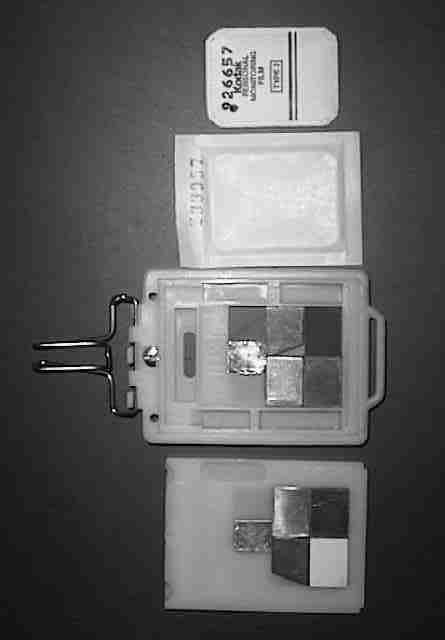 926657
Kodak
PERSONAL
MONITORING
FILM
TYPE 2